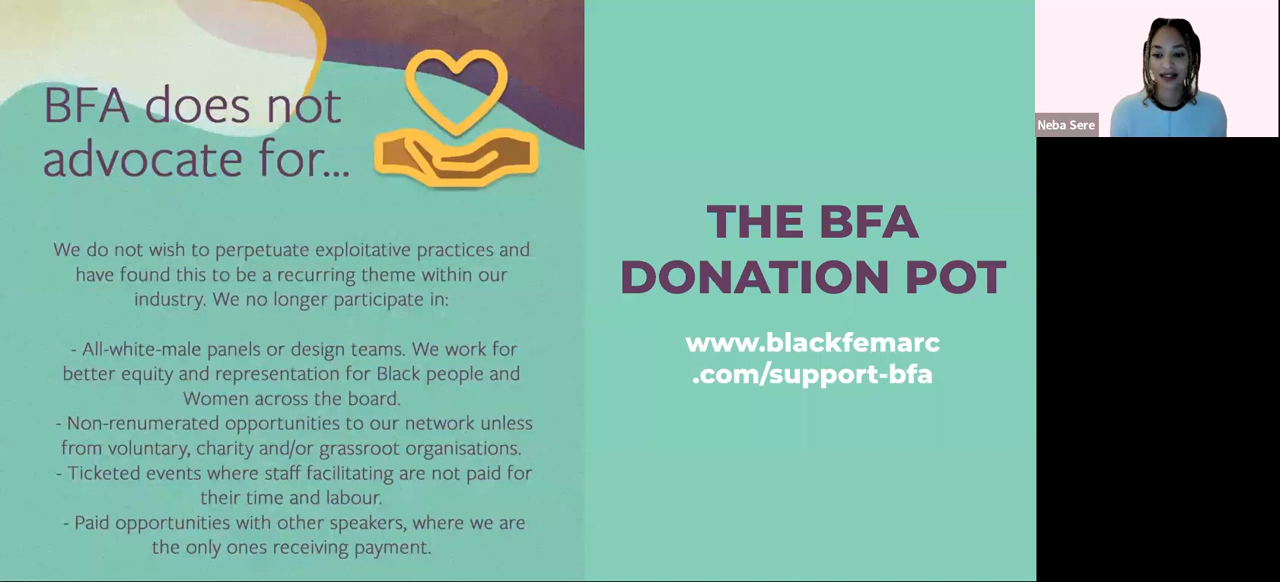 BFA does not
advocate for...
We do not wish to perpetuate exploitative practices and
have found this to be a recurring theme within our
industry. We no longer participate in:
- All-white-male panels or design teams. We work for
better equity and representation for Black people and
Women across the board.
- Non-renumerated opportunities to our network unless
from voluntary, charity and/or grassroot organisations.
- Ticketed events where staff facilitating are not paid for
their time and labour.
- Paid opportunities with other speakers, where we are
the only ones receiving payment.
THE BFA
DONATION POT
www.blackfemarc
.com/support-bfa
Neba Sere